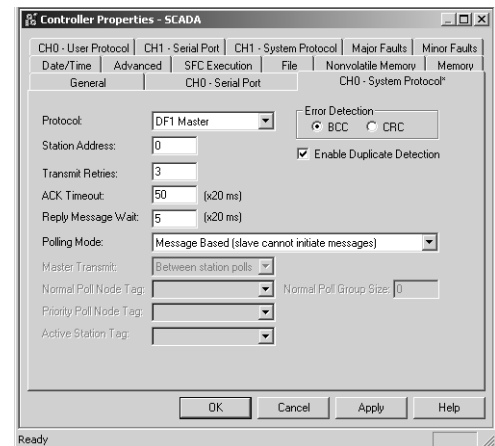 Controller Properties - SCADA
CH0 - User Protocol CH1 - Serial Port CH1 - System Protocol Major Faults Minor Faults
Date/Time Advanced SFC Execution File Nonvolatile Memory Memory
General CH0 - Serial Port CH0 - System Protocol*
Protocol: DF1 Master
Error Detection
BCC CRC
Station Address: 0
Enable Duplicate Detection
Transmit Retries: 3
ACK Timeout: 50 (x20 ms)
Reply Message Wait: 5 (x20 ms)
Polling Mode: Message Based (slave cannot initiate messages)
Master Transmit: Between station polls
Normal Poll Node Tag: Normal Poll Group Size: 0
Priority Poll Node Tag:
Active Station Tag:
OK Cancel Apply Help
Ready